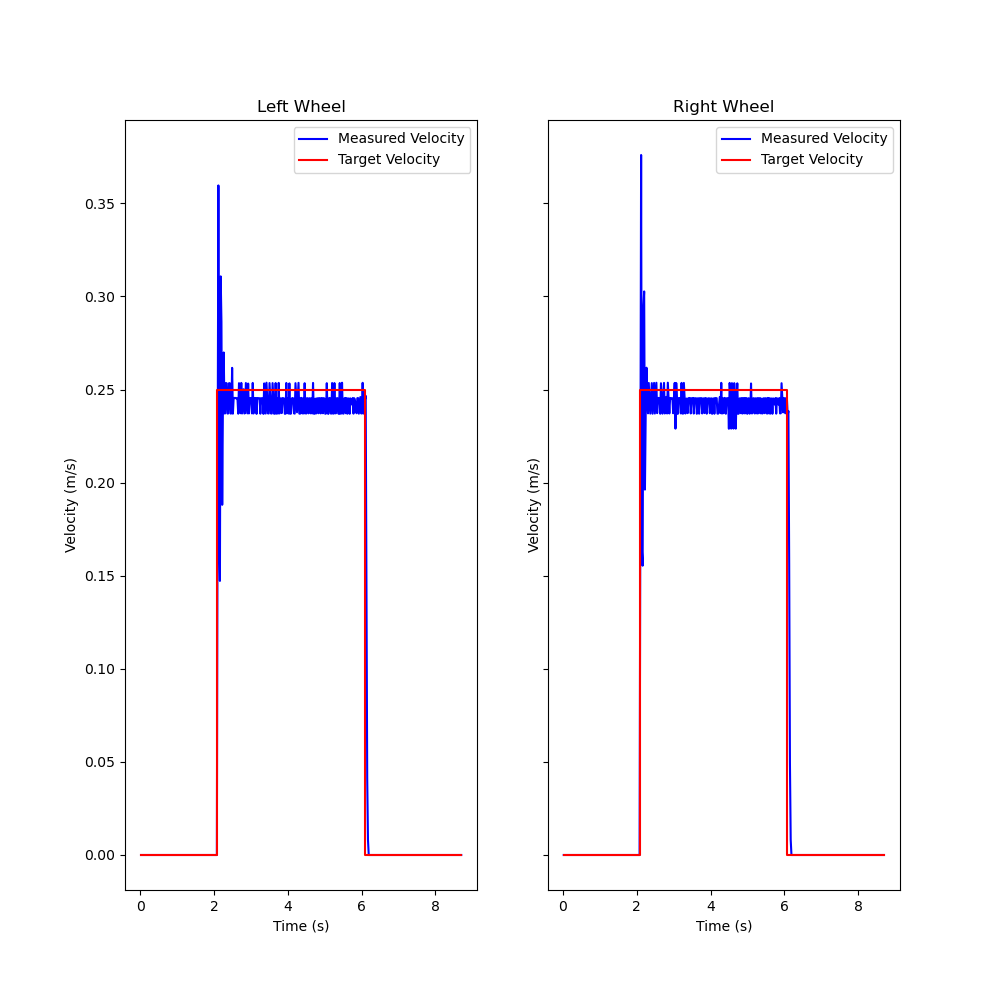 Left Wheel
Measured Velocity
Target Velocity
Velocity (m/s)
0.35
0.30
0.25
0.20
0.15
0.10
0.05
0.00
0 2 4 6 8
Time (s)
Right Wheel
Measured Velocity
Target Velocity
Velocity (m/s)
0 2 4 6 8
Time (s)